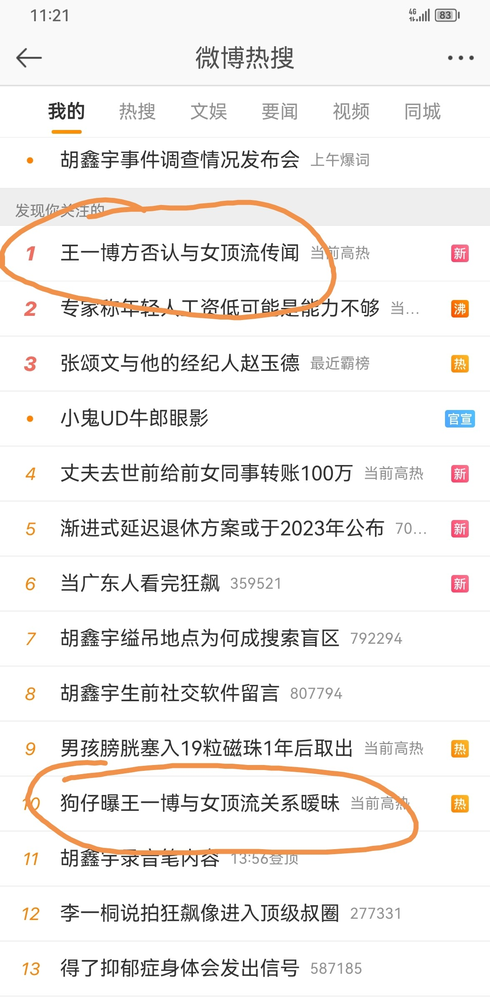 11:21
4G
83
微博热搜
我的 热搜 文娱 要闻 视频 同城
胡鑫宇事件调查情况发布会 上午爆词
发现你关注的
1 王一博方否认与女顶流传闻 当前高热 新
2 专家称年轻人工资低可能是能力不够 当... 沸
3 张颂文与他的经纪人赵玉德 最近霸榜 热
小鬼UD牛郎眼影 官宣
4 丈夫去世前给前女同事转账100万 当前高热 新
5 渐进式延迟退休方案或于2023年公布 70... 新
6 当广东人看完狂飙 359521 新
7 胡鑫宇缢吊地点为何成搜索盲区 792294
8 胡鑫宇生前社交软件留言 807794
9 男孩膀胱塞入19粒磁珠1年后取出 当前高热 热
10 狗仔曝王一博与女顶流关系暧昧 当前高热 热
11 胡鑫宇录音笔内容 13:56登顶
12 李一桐说拍狂飙像进入顶级叔圈 277331
13 得了抑郁症身体会发出信号 587185